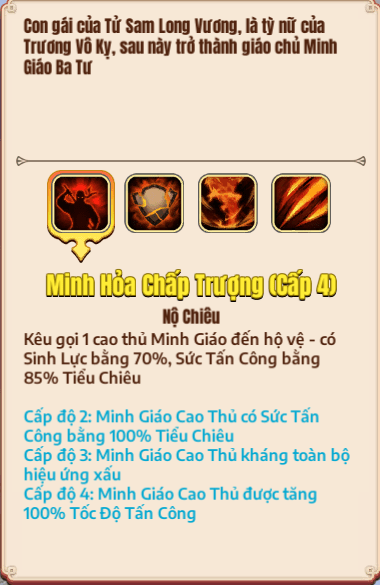 Con gái của Tử Sam Long Vương, là tỳ nữ của
Trương Vô Kỵ, sau này trở thành giáo chủ Minh
Giáo Ba Tư
Minh Hỏa Chấp Trượng (Cấp 4)
Nộ Chiêu
Kêu gọi 1 cao thủ Minh Giáo đến hộ vệ - có
Sinh Lực bằng 70%, Sức Tấn Công bằng
85% Tiểu Chiêu
Cấp độ 2: Minh Giáo Cao Thủ có Sức Tấn
Công bằng 100% Tiểu Chiêu
Cấp độ 3: Minh Giáo Cao Thủ kháng toàn bộ
hiệu ứng xấu
Cấp độ 4: Minh Giáo Cao Thủ được tăng
100% Tốc Độ Tấn Công